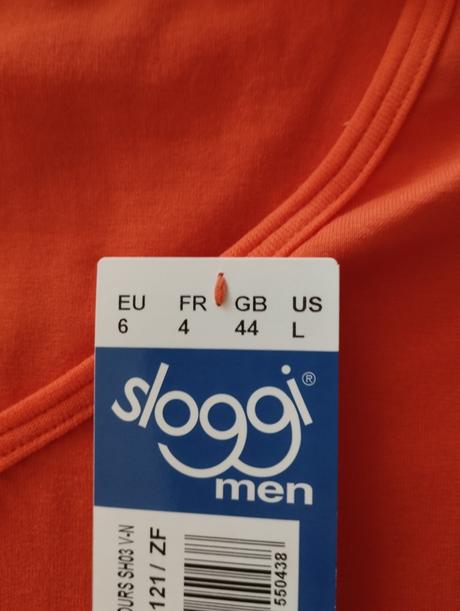 EU FR GB US
6 4 44 L
sloggi®
men
OURS SH03 V-N
121/ ZF
550438